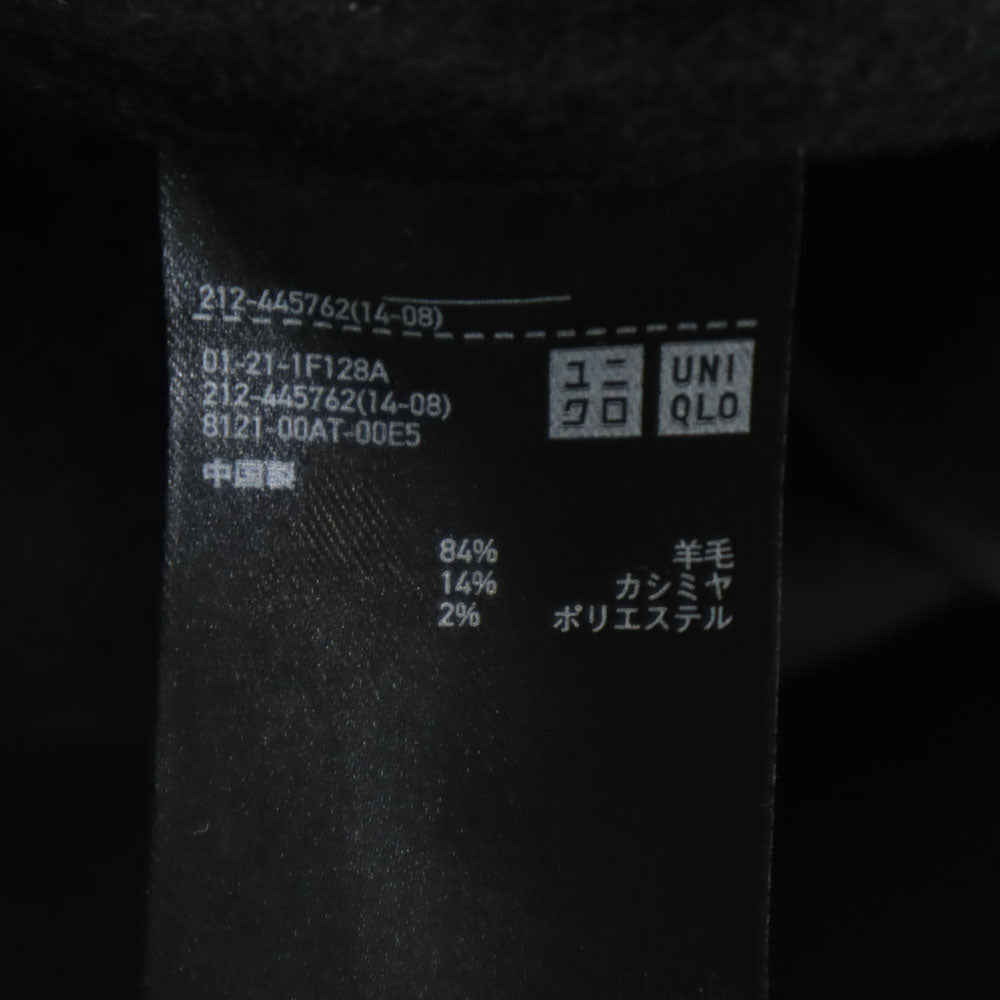 212-445762(14-08)
01-21-1F128A
212-445762(14-08)
8121-00AT-00E5
中国製
ユニ
クロ
UNI
QLO
84% 羊毛
14% カシミヤ
2% ポリエステル